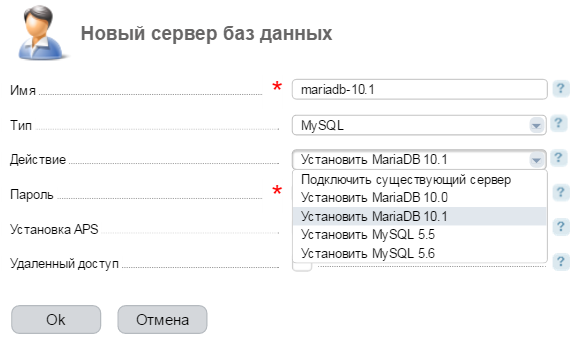 Новый сервер баз данных
Имя * mariadb-10.1 ?
Тип MySQL ?
Действие Установить MariaDB 10.1 ?
Подключить существующий сервер
Пароль * Установить MariaDB 10.0 ?
Установить MariaDB 10.1
Установка APS Установить MySQL 5.5 ?
Установить MySQL 5.6
Удаленный доступ ?
Ok Отмена